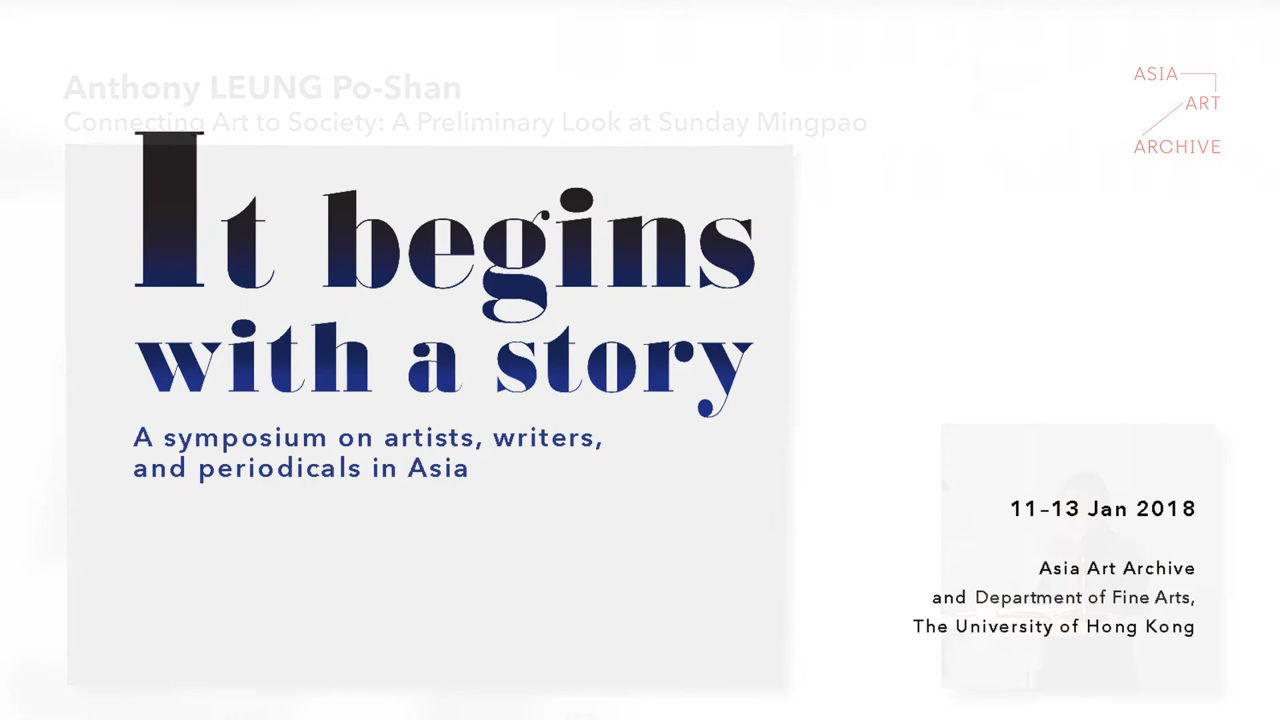 Anthony LEUNG Po-Shan
Connecting Art to Society: A Preliminary Look at Sunday Mingpao
ASIA
ART
ARCHIVE
It begins
with a story
A symposium on artists, writers,
and periodicals in Asia
11–13 Jan 2018
Asia Art Archive
and Department of Fine Arts,
The University of Hong Kong